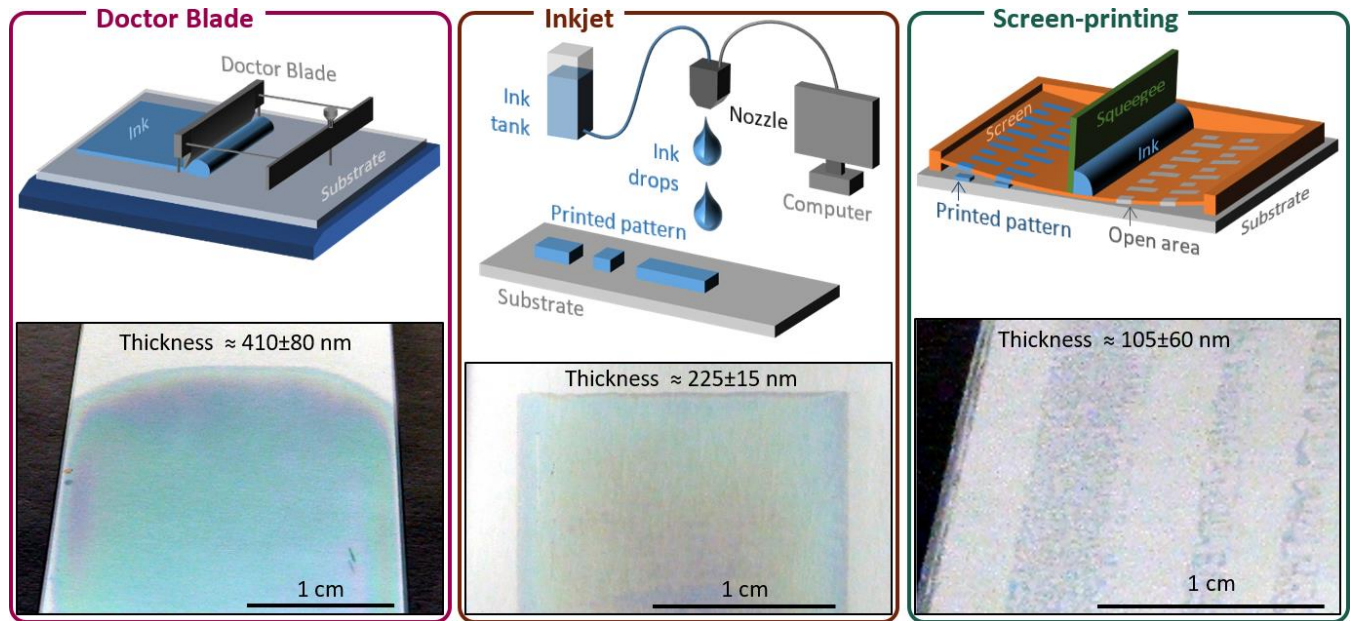 Doctor Blade
Doctor Blade
Ink
Substrate
Thickness ≈ 410±80 nm
1 cm
Inkjet
Ink
tank
Nozzle
Ink
drops
Computer
Printed pattern
Substrate
Thickness ≈ 225±15 nm
1 cm
Screen-printing
Screen
Squeegee
Ink
Printed pattern
Open area
Substrate
Thickness ≈ 105±60 nm
1 cm